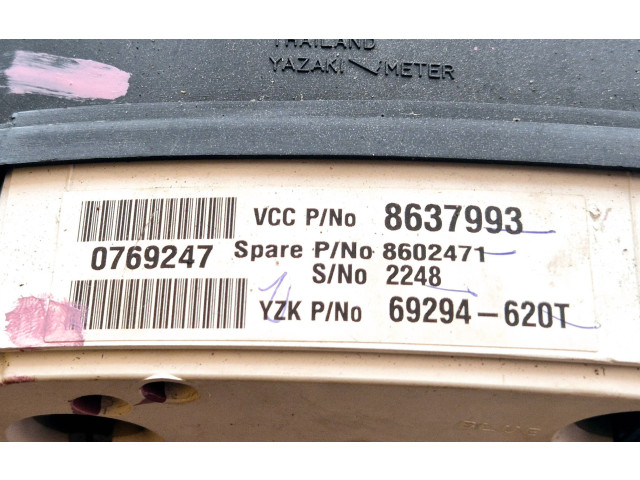 THAILAND
YAZAKI METER
VCC P/No 8637993
0769247 Spare P/No 8602471
S/No 2248
YZK P/No 69294-620T